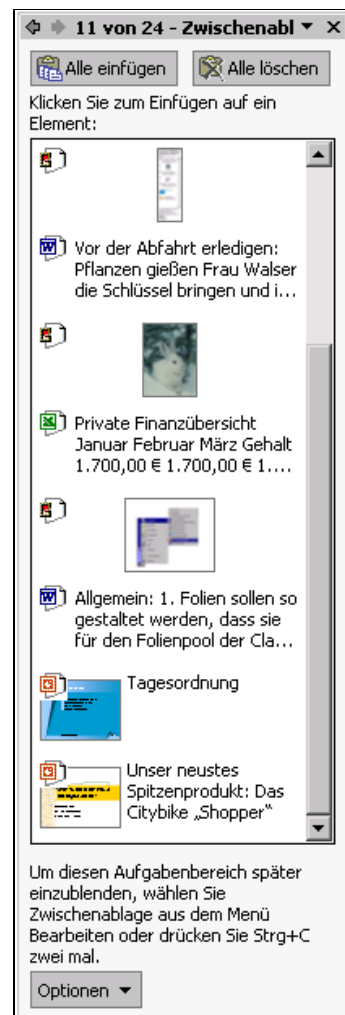 11 von 24 - Zwischenabl
Alle einfügen
Alle löschen
Klicken Sie zum Einfügen auf ein
Element:
Vor der Abfahrt erledigen:
Pflanzen gießen Frau Walser
die Schlüssel bringen und i...
Private Finanzübersicht
Januar Februar März Gehalt
1.700,00 € 1.700,00 € 1....
Allgemein: 1. Folien sollen so
gestaltet werden, dass sie
für den Folienpool der Cla...
Tagesordnung
Unser neustes
Spitzenprodukt: Das
Citybike „Shopper“
Um diesen Aufgabenbereich später
einzublenden, wählen Sie
Zwischenablage aus dem Menü
Bearbeiten oder drücken Sie Strg+C
zwei mal.
Optionen